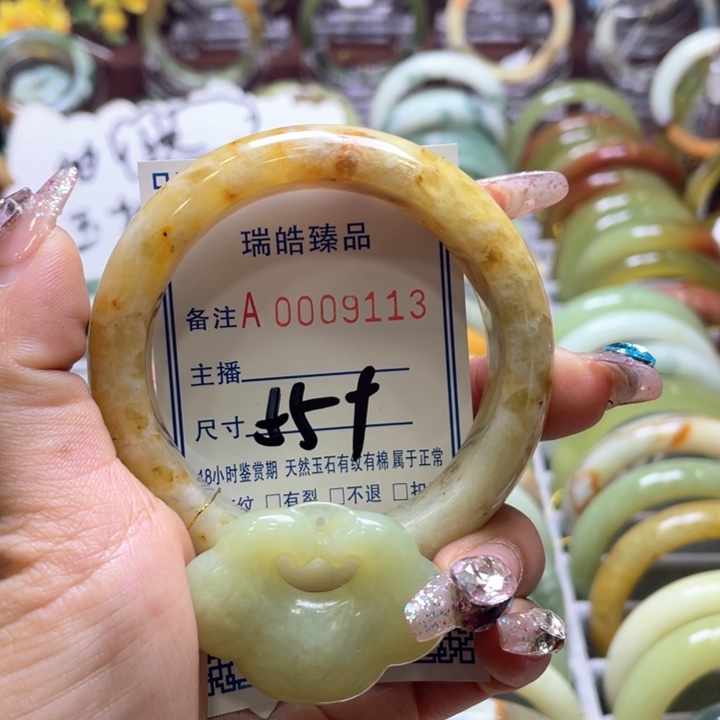 瑞皓臻品
备注A 0009113
主播
尺寸 55+
48小时鉴赏期 天然玉石有纹有棉 属于正常
纹 □有裂 □不退 □扣